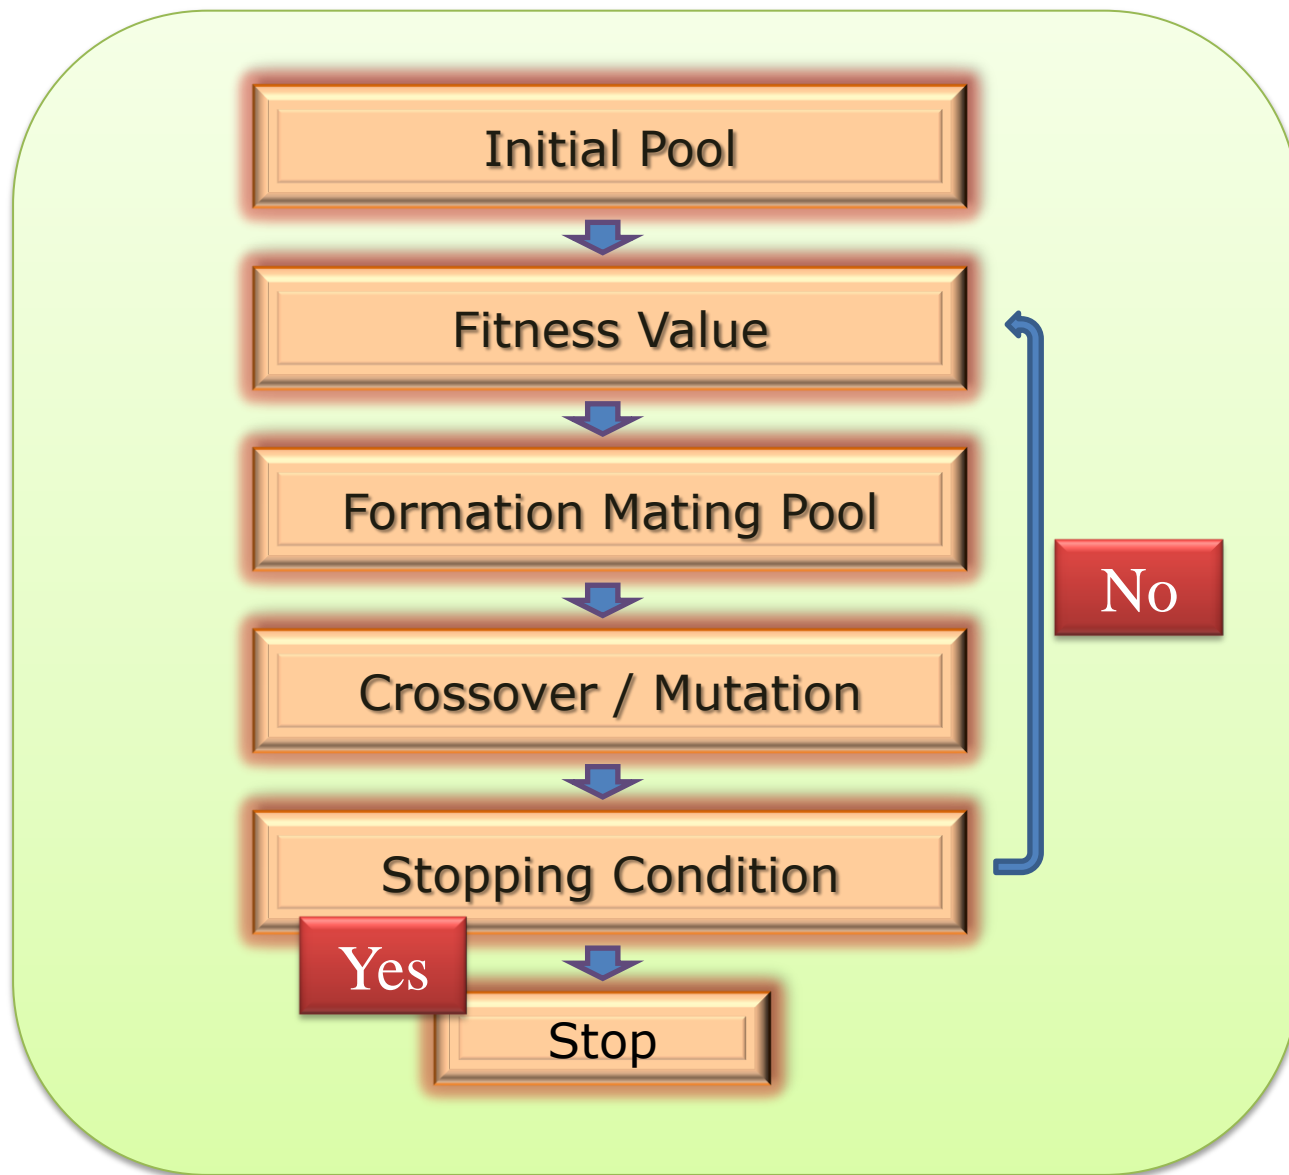 Initial Pool
Fitness Value
Formation Mating Pool
No
Crossover / Mutation
Stopping Condition
Yes
Stop